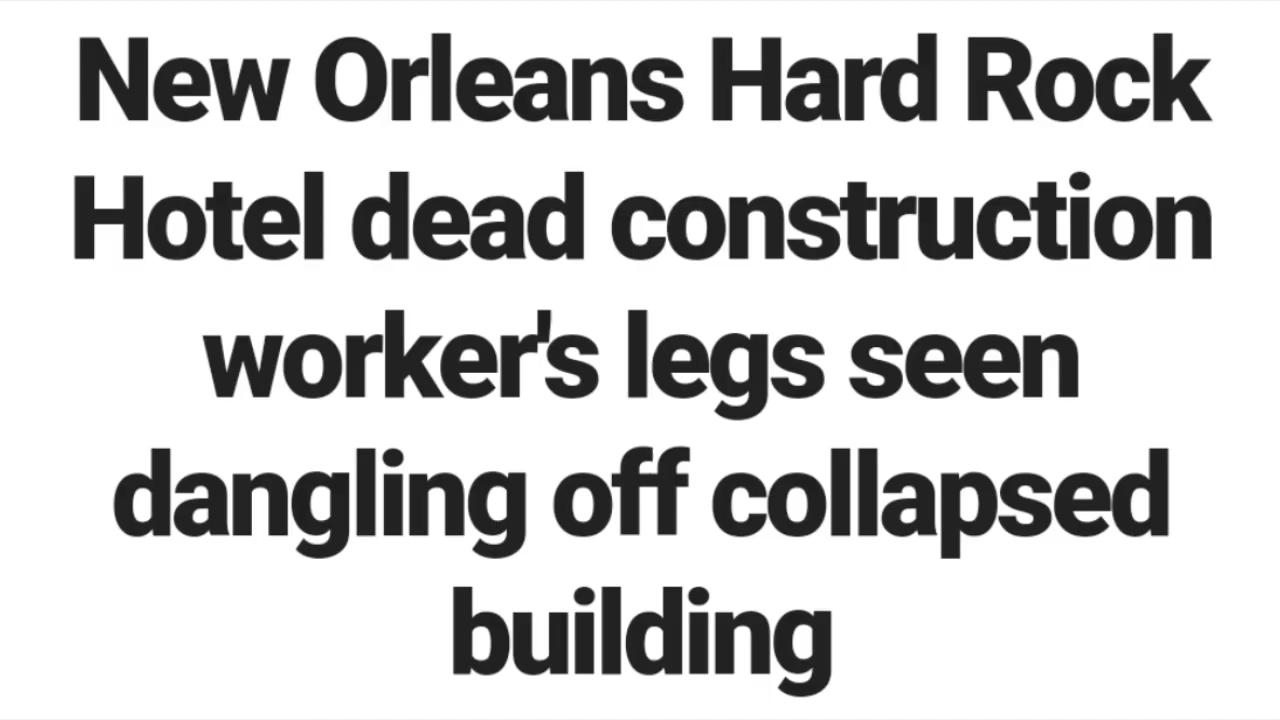 New Orleans Hard Rock
Hotel dead construction
worker's legs seen
dangling off collapsed
building